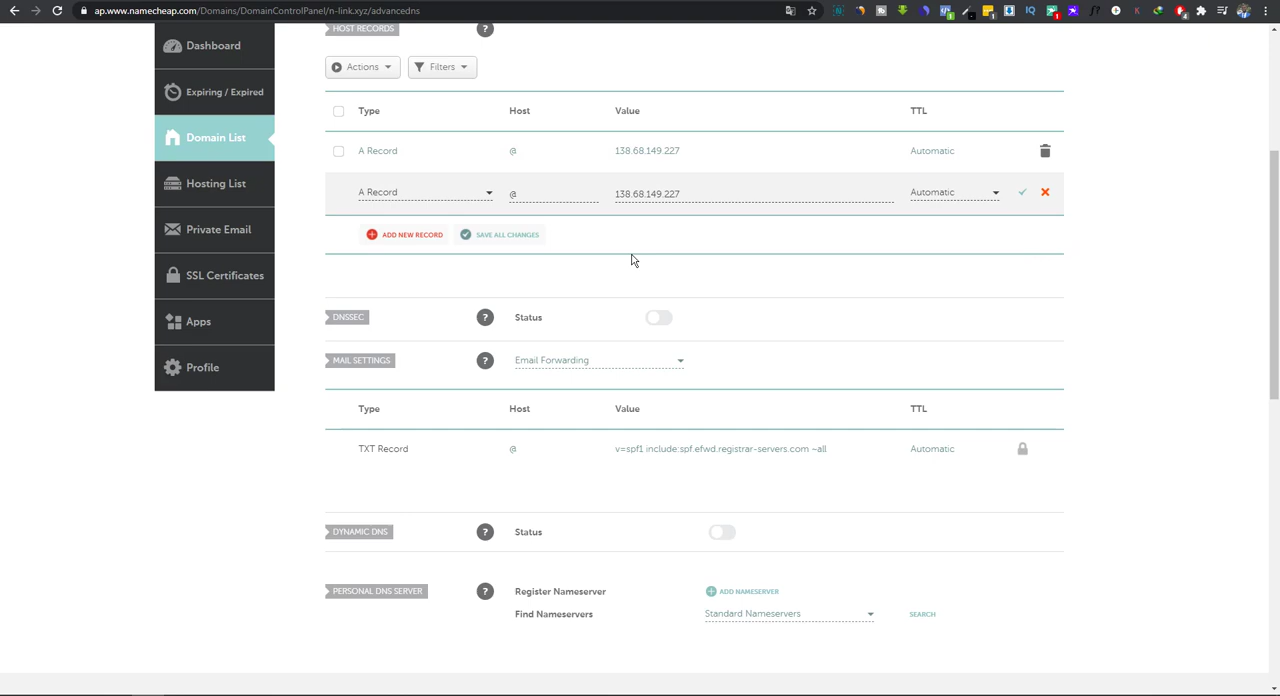 ap.www.namecheap.com/Domains/DomainControlPanel/n-link.xyz/advancedns
HOST RECORDS ?
Dashboard
Actions Filters
Expiring / Expired
Type Host Value TTL
Domain List
A Record @ 138.68.149.227 Automatic
Hosting List
A Record @ 138.68.149.227 Automatic
Private Email
ADD NEW RECORD SAVE ALL CHANGES
SSL Certificates
Apps
DNSSEC ? Status
MAIL SETTINGS ? Email Forwarding
Profile
Type Host Value TTL
TXT Record @ v=spf1 include:spf.efwd.registrar-servers.com ~all Automatic
DYNAMIC DNS ? Status
PERSONAL DNS SERVER ? Register Nameserver ADD NAMESERVER
Find Nameservers Standard Nameservers SEARCH